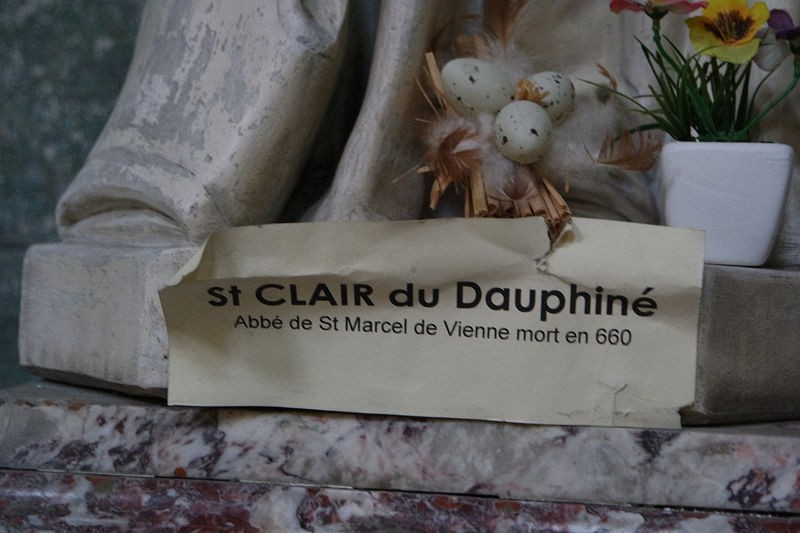 St CLAIR du Dauphiné
Abbé de St Marcel de Vienne mort en 660